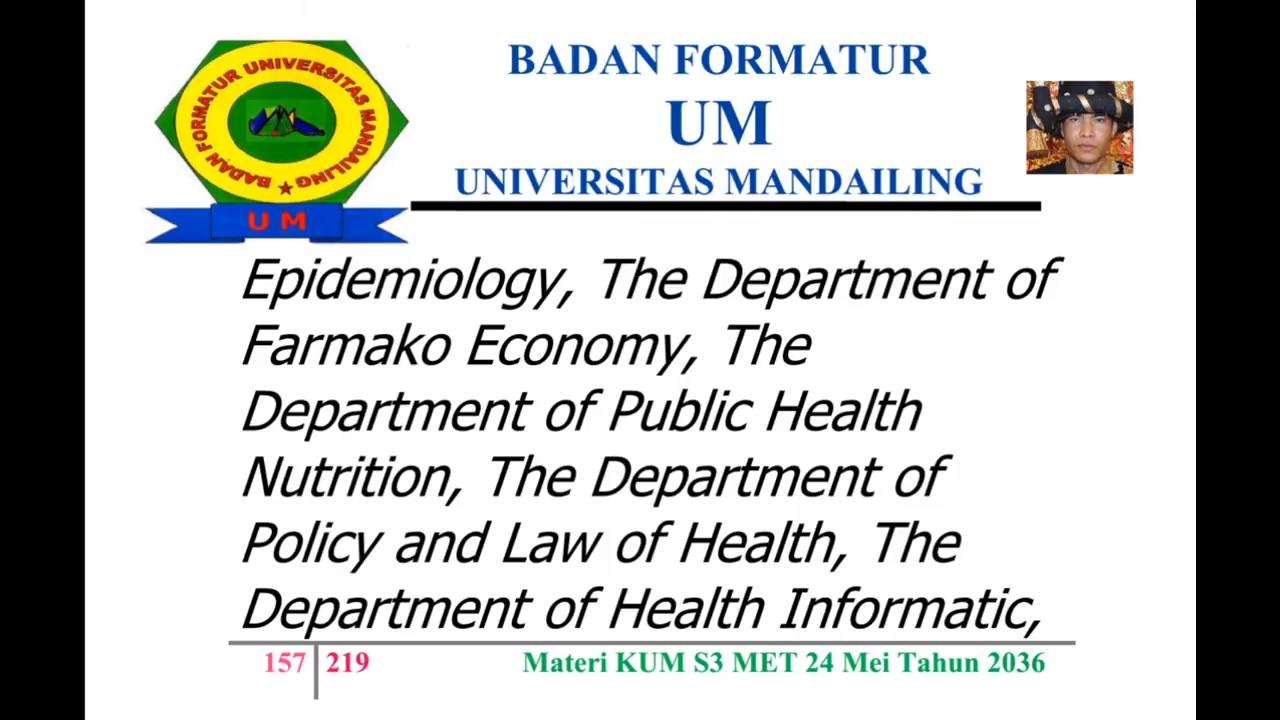 BADAN FORMATUR UNIVERSITAS MANDAILING
U M
BADAN FORMATUR
UM
UNIVERSITAS MANDAILING
Epidemiology, The Department of
Farmako Economy, The
Department of Public Health
Nutrition, The Department of
Policy and Law of Health, The
Department of Health Informatic,
157 219 Materi KUM S3 MET 24 Mei Tahun 2036